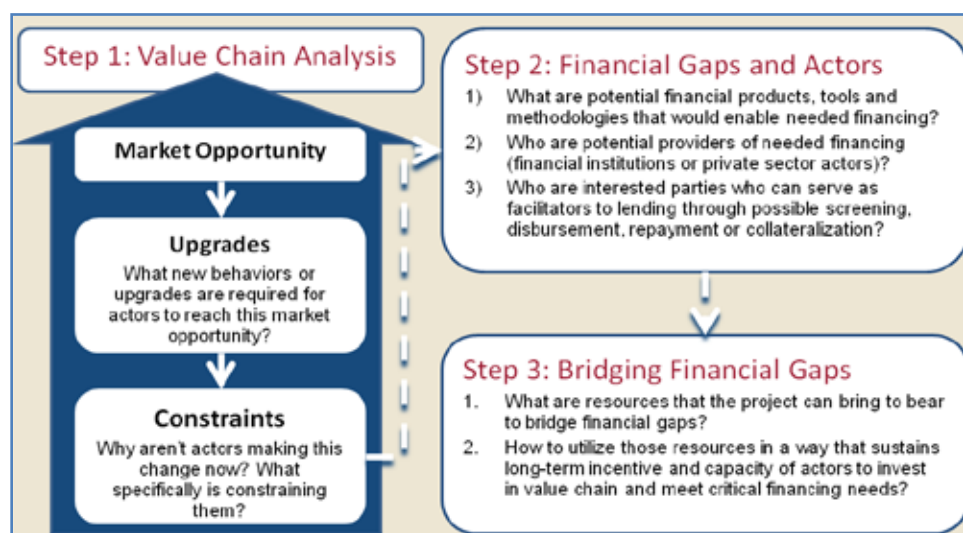 Step 1: Value Chain Analysis
Market Opportunity
Upgrades
What new behaviors or
upgrades are required for
actors to reach this market
opportunity?
Constraints
Why aren't actors making this
change now? What
specifically is constraining
them?
Step 2: Financial Gaps and Actors
1) What are potential financial products, tools and
methodologies that would enable needed financing?
2) Who are potential providers of needed financing
(financial institutions or private sector actors)?
3) Who are interested parties who can serve as
facilitators to lending through possible screening,
disbursement, repayment or collateralization?
Step 3: Bridging Financial Gaps
1. What are resources that the project can bring to bear
to bridge financial gaps?
2. How to utilize those resources in a way that sustains
long-term incentive and capacity of actors to invest
in value chain and meet critical financing needs?